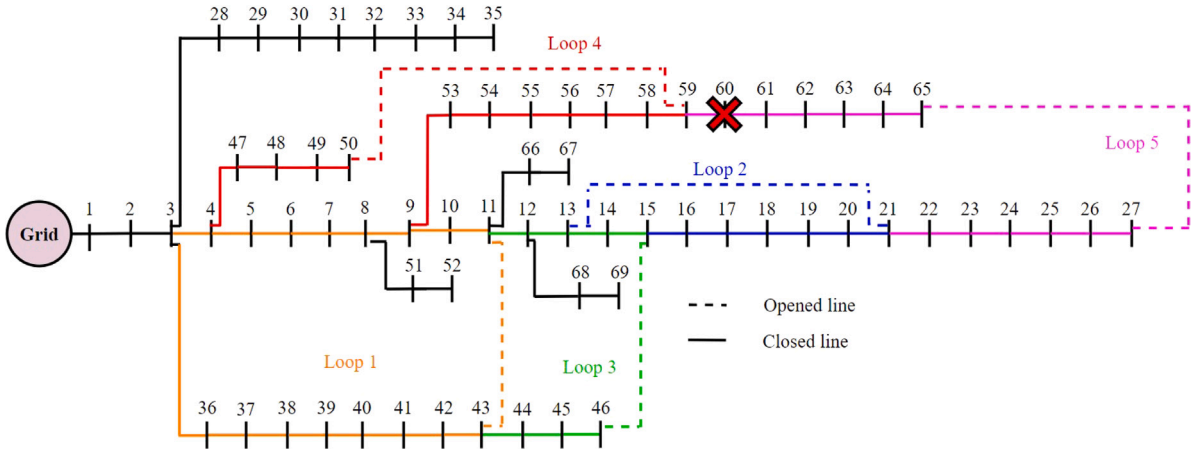 28 29 30 31 32 33 34 35
Loop 4
53 54 55 56 57 58 59 60 61 62 63 64 65
47 48 49 50
66 67
Loop 5
Loop 2
Grid
1 2 3 4 5 6 7 8 9 10 11 12 13 14 15 16 17 18 19 20 21 22 23 24 25 26 27
51 52
68 69
Opened line
Closed line
Loop 1
Loop 3
36 37 38 39 40 41 42 43 44 45 46